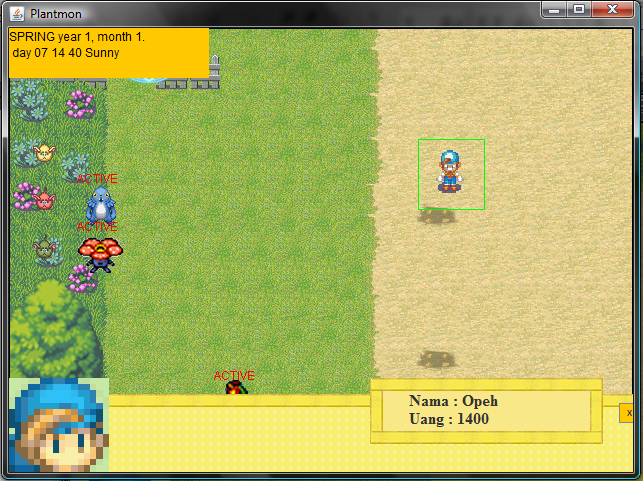 Plantmon
SPRING year 1, month 1.
day 07 14 40 Sunny
ACTIVE
ACTIVE
ACTIVE
Nama : Opeh
Uang : 1400
x